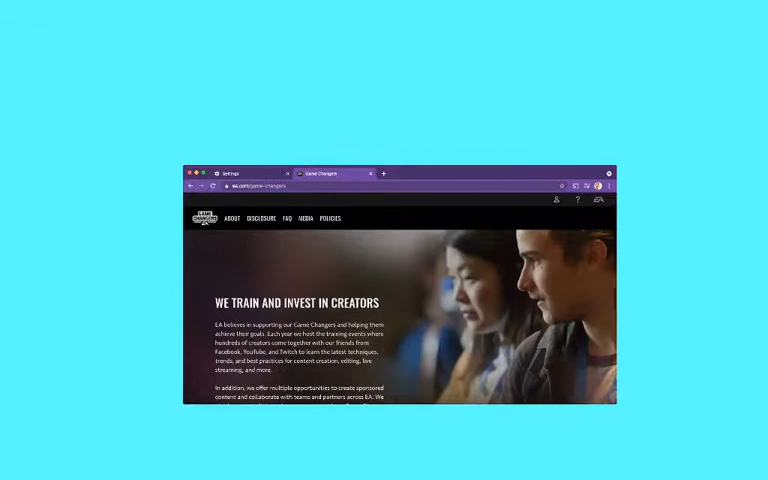 Settings
Game Changers
ea.com/game-changers
GAME
CHANGERS
EA
ABOUT DISCLOSURE FAQ MEDIA POLICIES
WE TRAIN AND INVEST IN CREATORS
EA believes in supporting our Game Changers and helping them
achieve their goals. Each year we host the training events where
hundreds of creators come together with our friends from
Facebook, YouTube, and Twitch to learn the latest techniques,
trends, and best practices for content creation, editing, live
streaming, and more.
In addition, we offer multiple opportunities to create sponsored
content and collaborate with teams and partners across EA. We